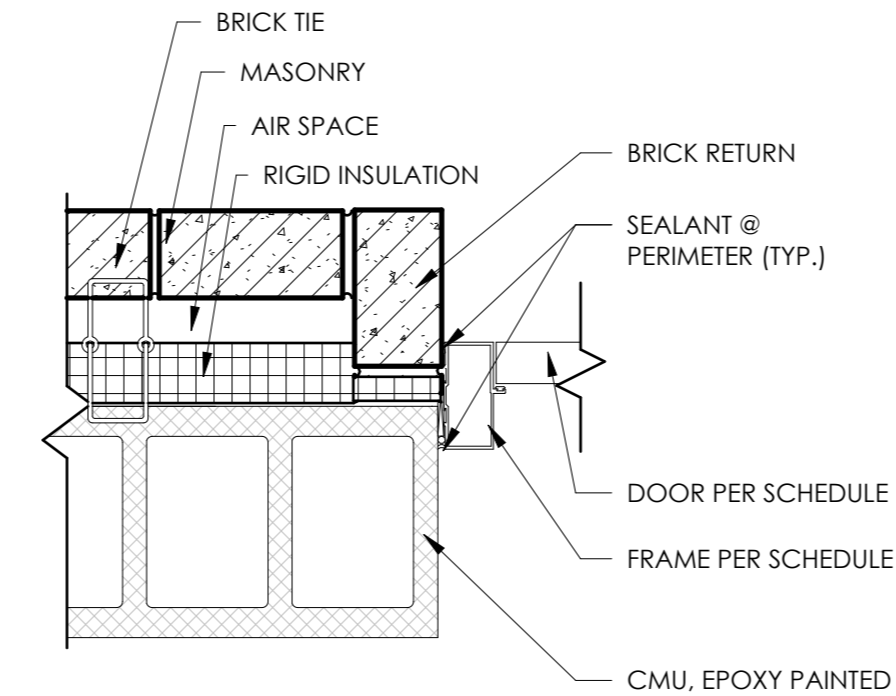 BRICK TIE
MASONRY
AIR SPACE
RIGID INSULATION
BRICK RETURN
SEALANT @
PERIMETER (TYP.)
DOOR PER SCHEDULE
FRAME PER SCHEDULE
CMU, EPOXY PAINTED